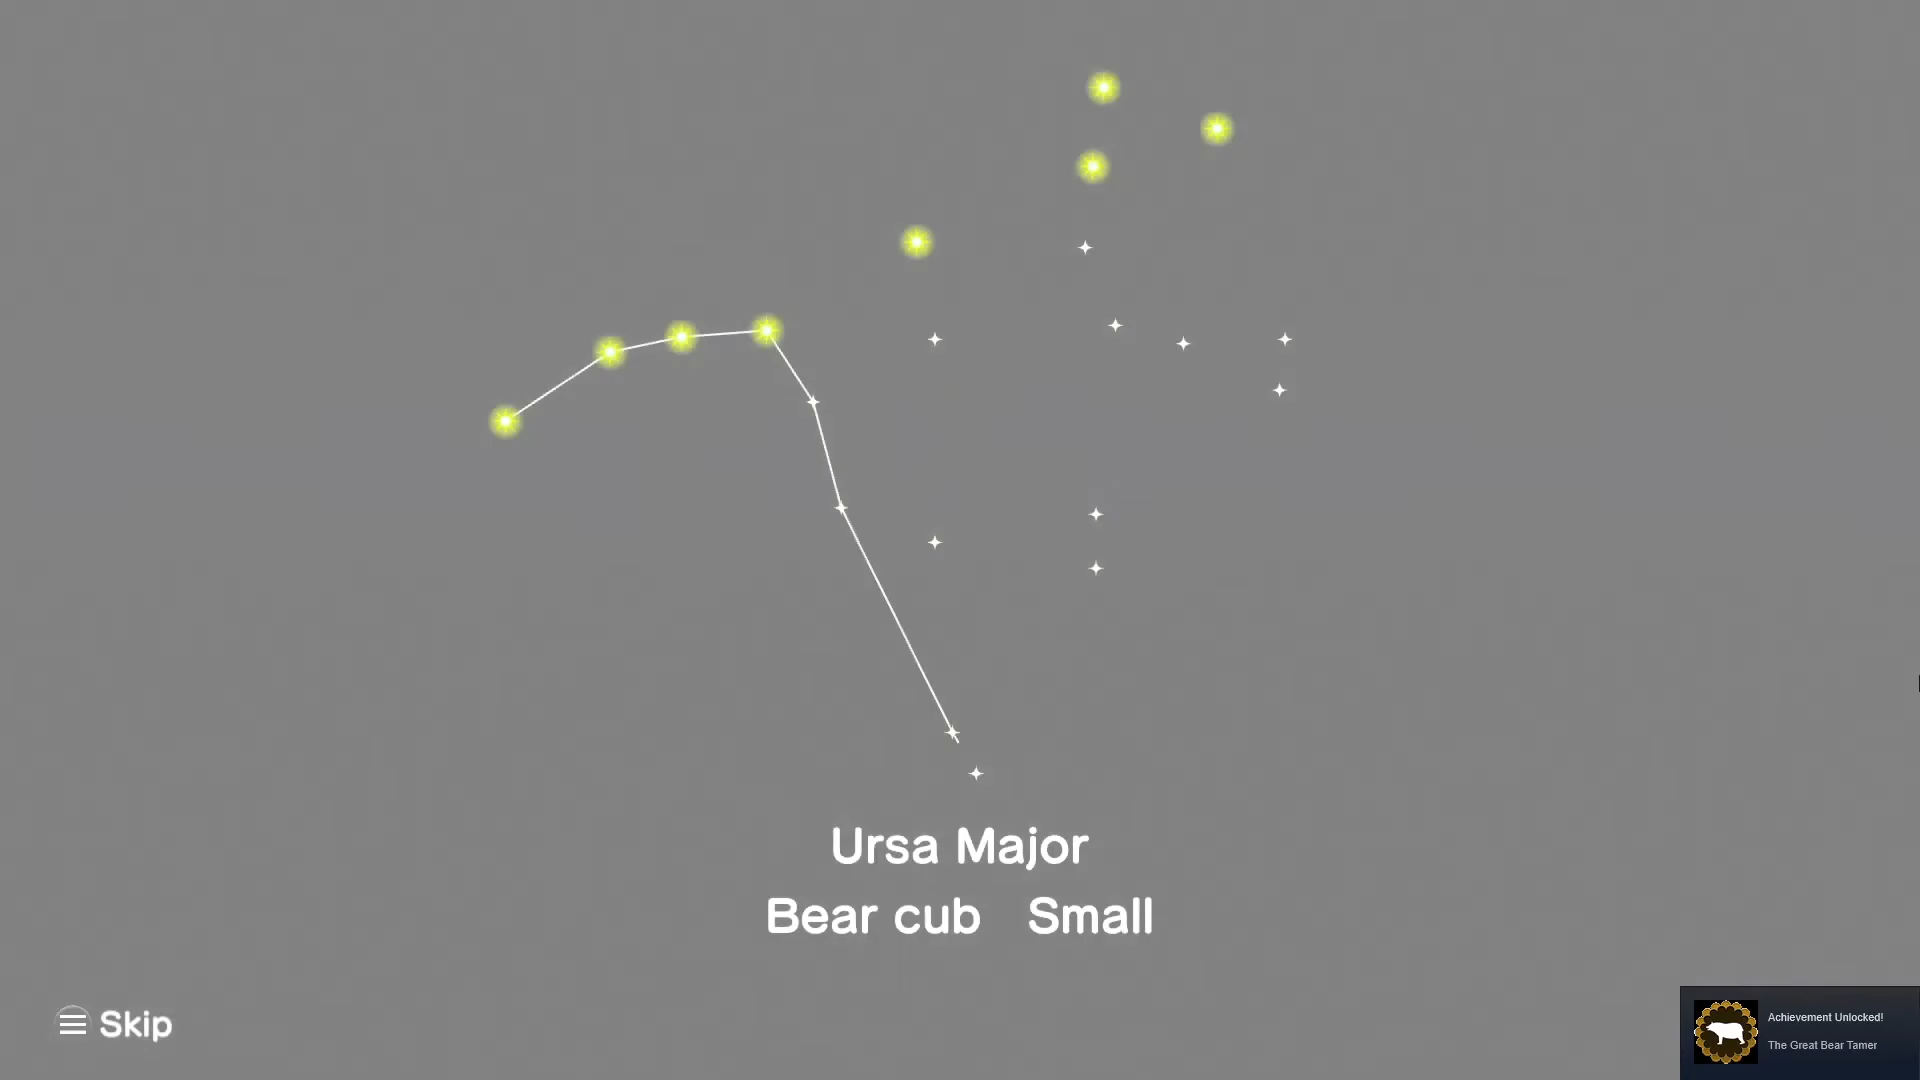 Ursa Major
Bear cub Small
Skip
Achievement Unlocked!
The Great Bear Tamer